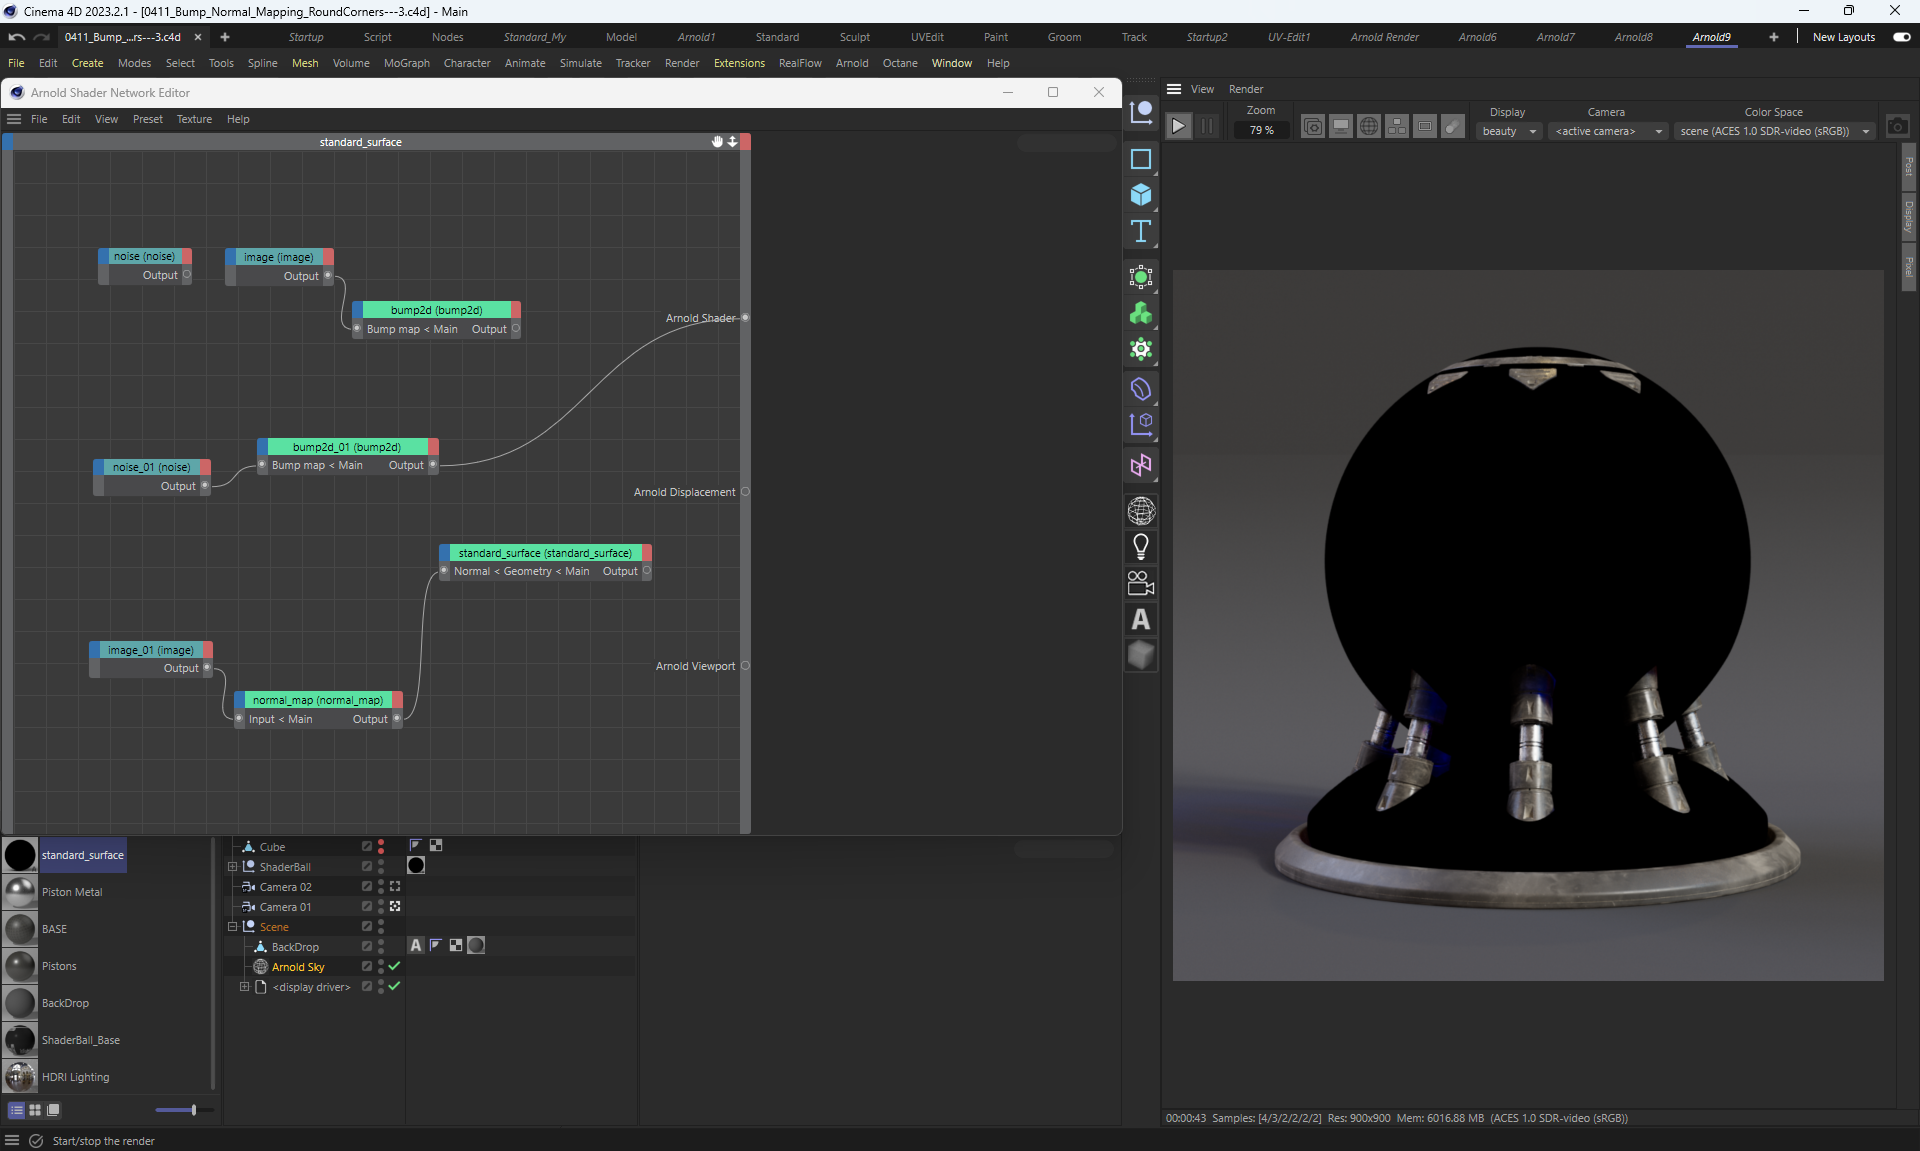 Cinema 4D 2023.2.1 - [0411_Bump_Normal_Mapping_RoundCorners---3.c4d] - Main
0411_Bump_...rs---3.c4d
Startup Script Nodes Standard_My Model Arnold1 Standard Sculpt UVEdit Paint Groom Track Startup2 UV-Edit1 Arnold Render Arnold6 Arnold7 Arnold8 Arnold9 New Layouts
File Edit Create Modes Select Tools Spline Mesh Volume MoGraph Character Animate Simulate Tracker Render Extensions RealFlow Arnold Octane Window Help
Arnold Shader Network Editor
File Edit View Preset Texture Help
standard_surface
noise (noise)
Output
image (image)
Output
bump2d (bump2d)
Bump map < Main Output
Arnold Shader
bump2d_01 (bump2d)
Bump map < Main Output
noise_01 (noise)
Output
Arnold Displacement
standard_surface (standard_surface)
Normal < Geometry < Main Output
image_01 (image)
Output
Arnold Viewport
normal_map (normal_map)
Input < Main Output
View Render
Zoom
79 %
Display
beauty
Camera
<active camera>
Color Space
scene (ACES 1.0 SDR-video (sRGB))
Post
Display
Pixel
standard_surface
Piston Metal
BASE
Pistons
BackDrop
ShaderBall_Base
HDRI Lighting
Cube
ShaderBall
Camera 02
Camera 01
Scene
BackDrop
Arnold Sky
<display driver>
00:00:43 Samples: [4/3/2/2/2/2] Res: 900x900 Mem: 6016.88 MB (ACES 1.0 SDR-video (sRGB))
Start/stop the render